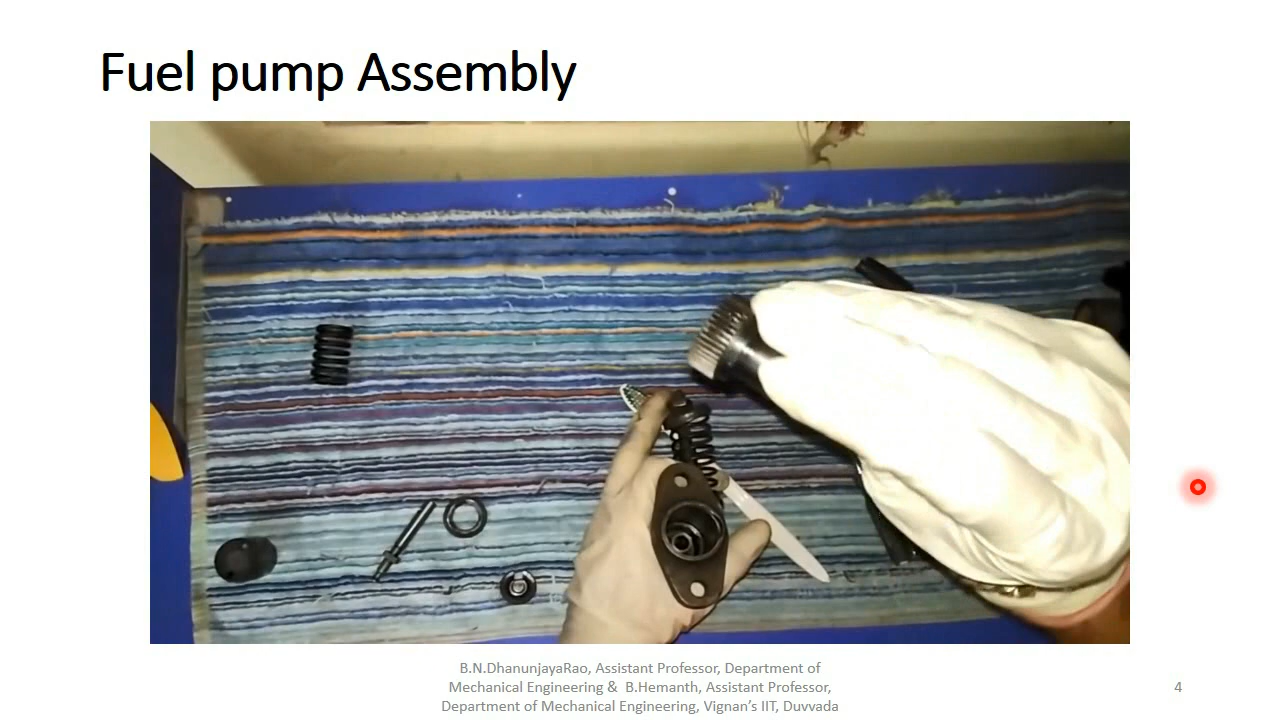 Fuel pump Assembly
B.N.DhanunjayaRao, Assistant Professor, Department of
Mechanical Engineering & B.Hemanth, Assistant Professor,
Department of Mechanical Engineering, Vignan’s IIT, Duvvada
4